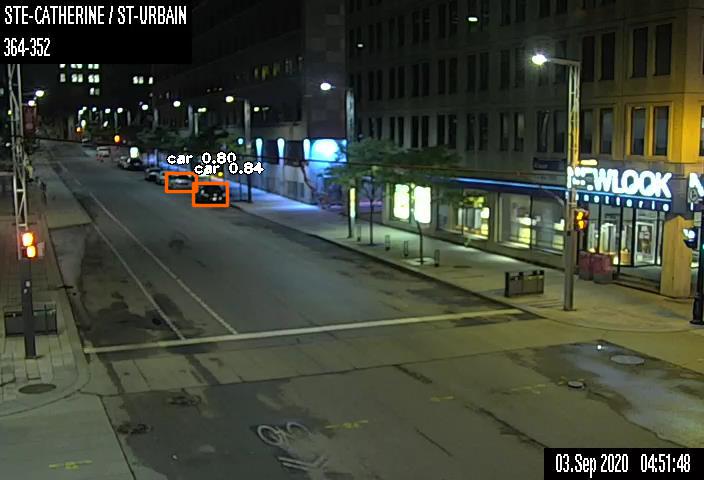 STE-CATHERINE / ST-URBAIN
364-352
car 0.80
car 0.84
NEWLOOK
03.Sep 2020 04:51:48